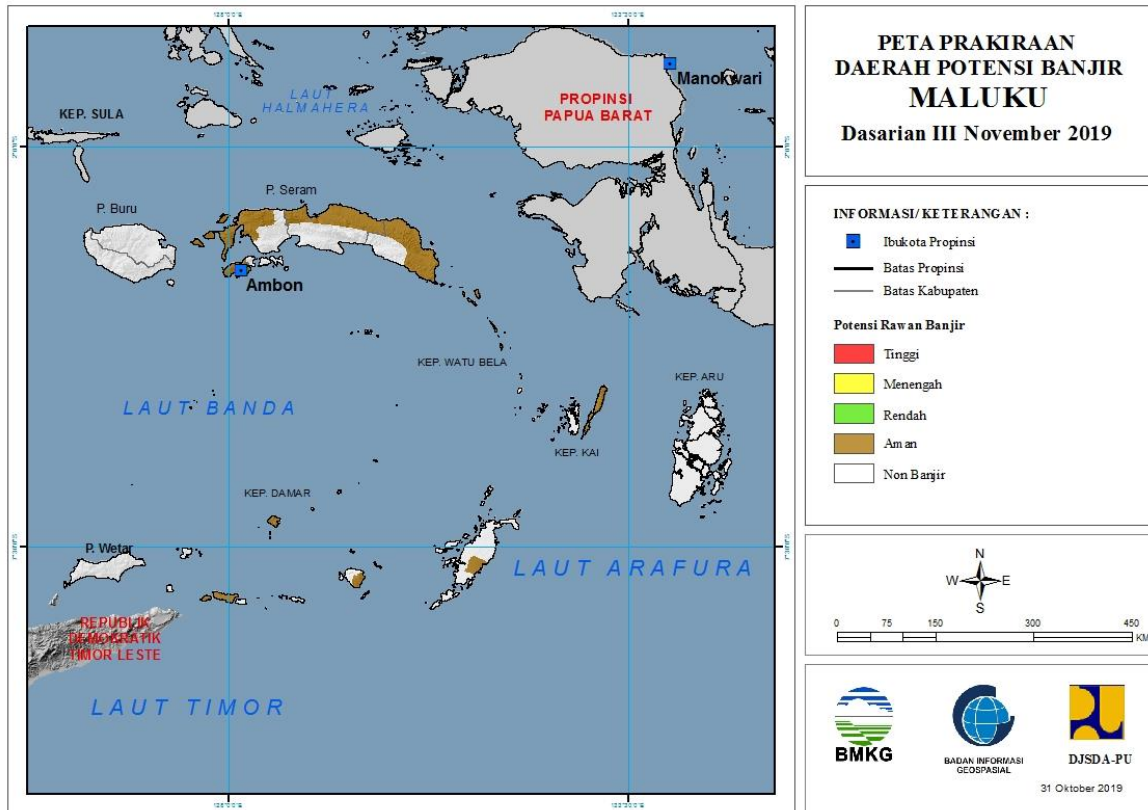 PETA PRAKIRAAN
DAERAH POTENSI BANJIR
MALUKU
Dasarian III November 2019
INFORMASI/ KETERANGAN :
Ibukota Propinsi
Batas Propinsi
Batas Kabupaten
Potensi Rawan Banjir
Tinggi
Menengah
Rendah
Aman
Non Banjir
N
W E
S
0 75 150 300 450
KM
BMKG
BADAN INFORMASI
GEOSPASIAL
DJSDA-PU
31 Oktober 2019
Manokwari
LAUT
HALMAHERA
PROPINSI
PAPUA BARAT
KEP. SULA
P. Seram
P. Buru
Ambon
KEP. WATU BELA
KEP. ARU
LAUT BANDA
KEP. KAI
KEP. DAMAR
P. Wetar
LAUT ARAFURA
REPUBLIK
DEMOKRATIK
TIMOR LESTE
LAUT TIMOR